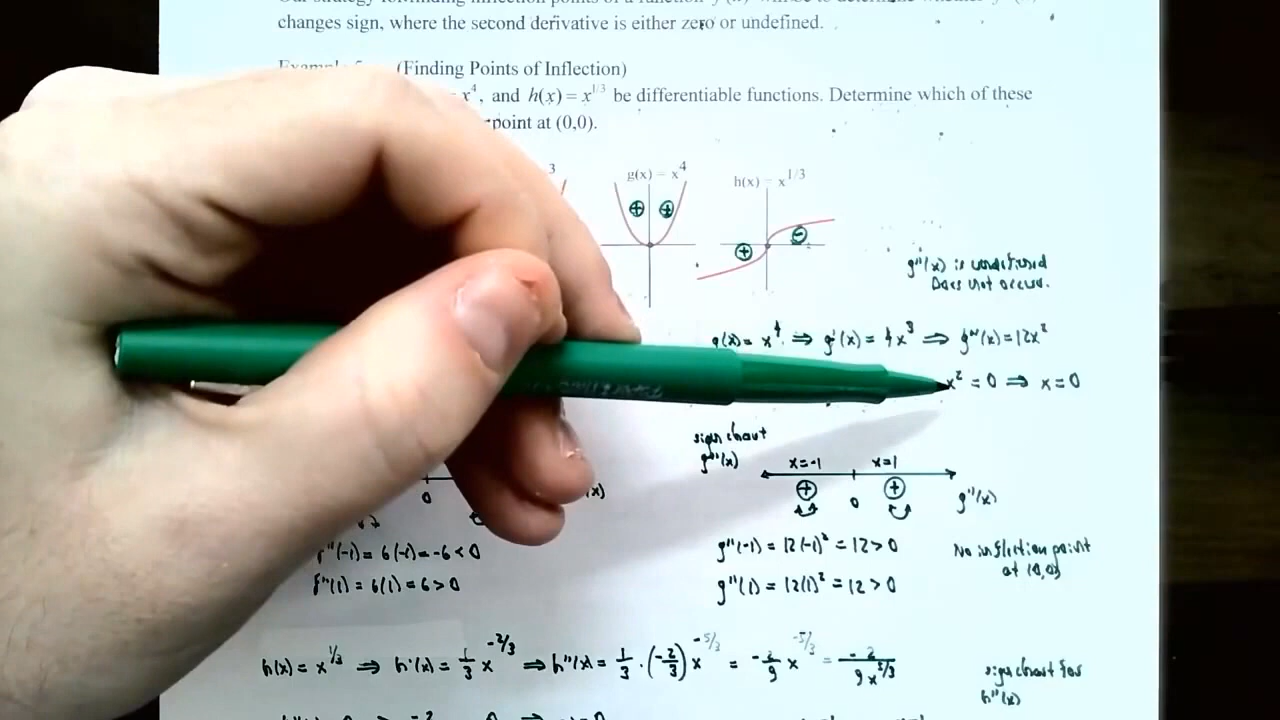 changes sign, where the second derivative is either zero or undefined.
(Finding Points of Inflection)
x⁴, and h(x) = x^{1/3} be differentiable functions. Determine which of these
point at (0,0).
3
g(x) = x⁴
h(x) = x^{1/3}
⊕ ⊕
⊕ ⊖
g''(x) is undefined
Does not occur.
g(x) = x⁴ ⇒ g'(x) = 4x³ ⇒ g''(x) = 12x²
x² = 0 ⇒ x = 0
sign chart
g''(x)
x=-1 x=1
⊕ 0 ⊕ g''(x)
0
f''(-1) = 6(-1) = -6 < 0
f''(1) = 6(1) = 6 > 0
g''(-1) = 12(-1)² = 12 > 0
g''(1) = 12(1)² = 12 > 0
No inflection point
at (0,0)
h(x) = x^{1/3} ⇒ h'(x) = 1/3 x^{-2/3} ⇒ h''(x) = 1/3 · (-2/3) x^{-5/3} = -2/9 x^{-5/3} = -2/(9x^{5/3})
sign chart for
h''(x)